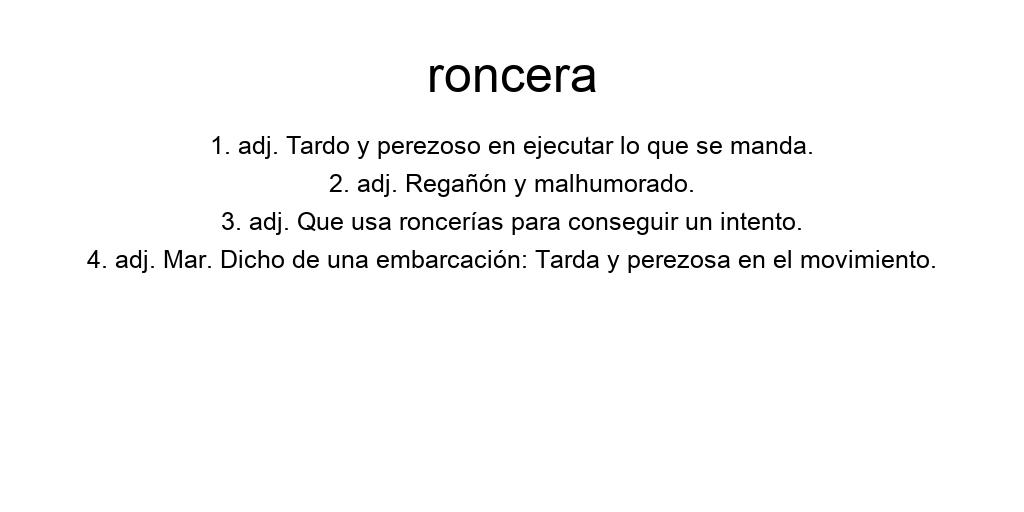 roncera
1. adj. Tardo y perezoso en ejecutar lo que se manda.
2. adj. Regañón y malhumorado.
3. adj. Que usa roncerías para conseguir un intento.
4. adj. Mar. Dicho de una embarcación: Tarda y perezosa en el movimiento.